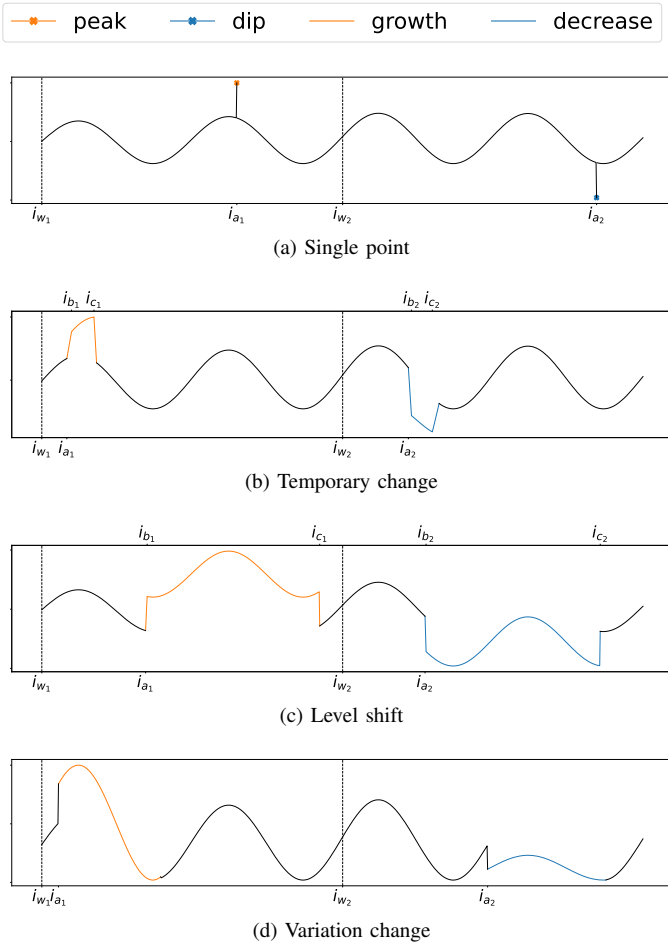 peak dip growth decrease
i_{w_1} i_{a_1} i_{w_2} i_{a_2}
(a) Single point
i_{b_1} i_{c_1} i_{b_2} i_{c_2}
i_{w_1} i_{a_1} i_{w_2} i_{a_2}
(b) Temporary change
i_{b_1} i_{c_1} i_{b_2} i_{c_2}
i_{w_1} i_{a_1} i_{w_2} i_{a_2}
(c) Level shift
i_{w_1} i_{a_1} i_{w_2} i_{a_2}
(d) Variation change